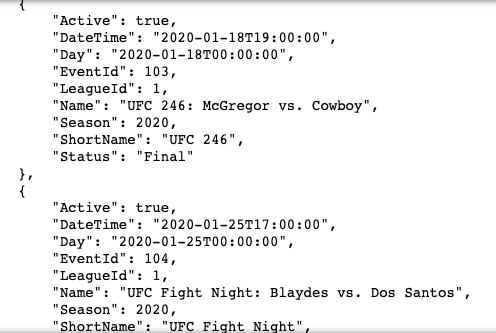 {
"Active": true,
"DateTime": "2020-01-18T19:00:00",
"Day": "2020-01-18T00:00:00",
"EventId": 103,
"LeagueId": 1,
"Name": "UFC 246: McGregor vs. Cowboy",
"Season": 2020,
"ShortName": "UFC 246",
"Status": "Final"
},
{
"Active": true,
"DateTime": "2020-01-25T17:00:00",
"Day": "2020-01-25T00:00:00",
"EventId": 104,
"LeagueId": 1,
"Name": "UFC Fight Night: Blaydes vs. Dos Santos",
"Season": 2020,
"ShortName": "UFC Fight Night",